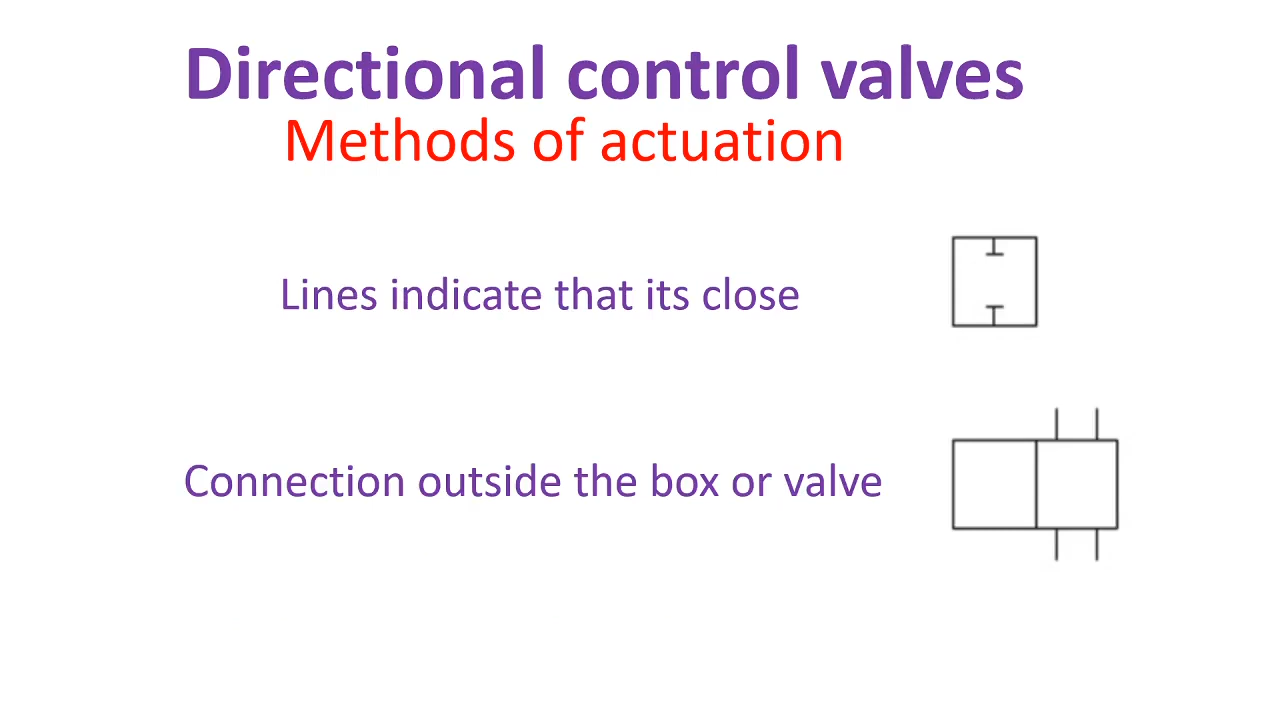 Directional control valves
Methods of actuation
Lines indicate that its close
Connection outside the box or valve